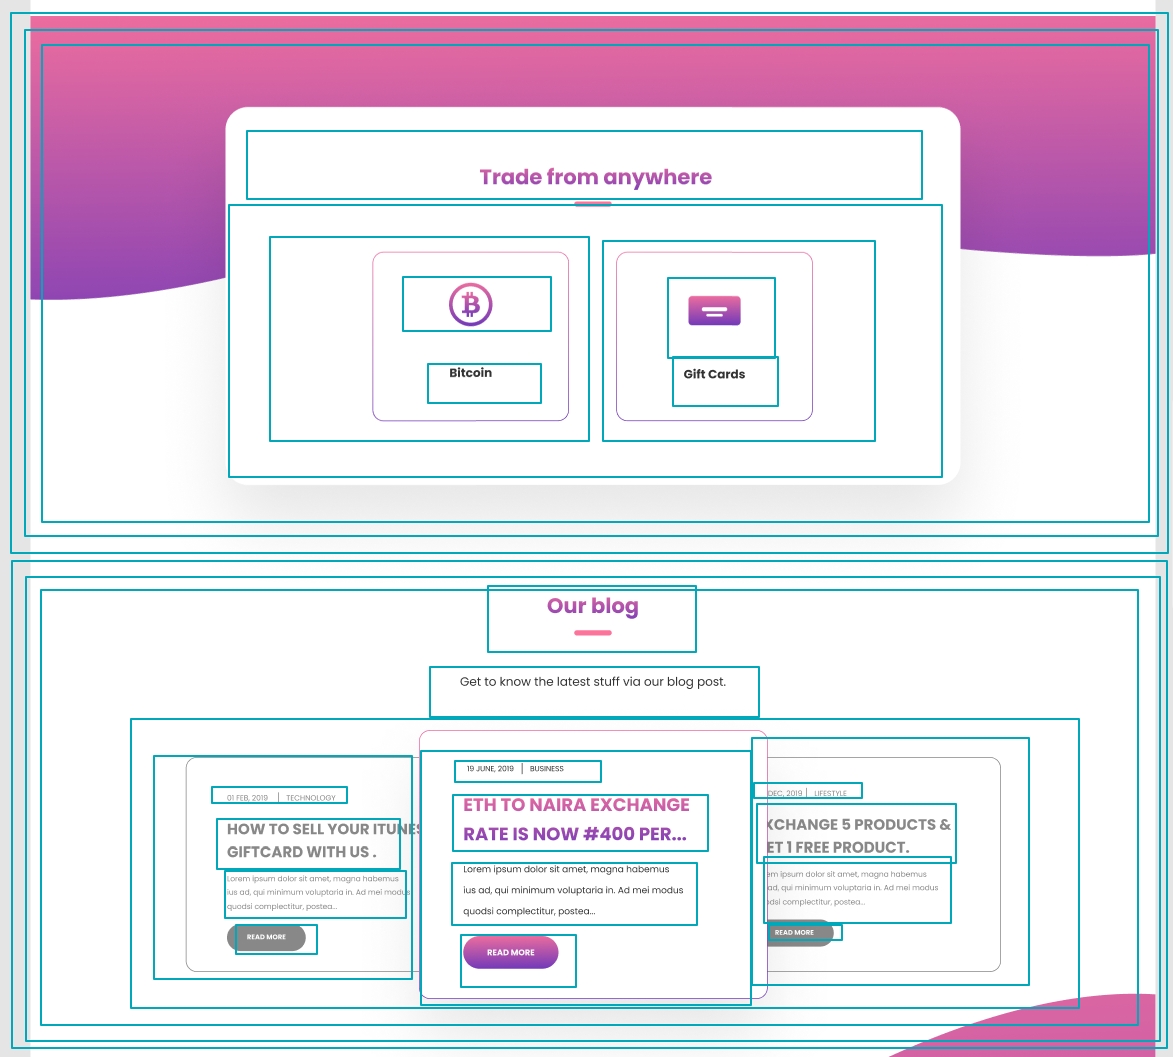 Trade from anywhere
Bitcoin
Gift Cards
Our blog
Get to know the latest stuff via our blog post.
01 FEB, 2019 | TECHNOLOGY
HOW TO SELL YOUR ITUNES
GIFTCARD WITH US .
Lorem ipsum dolor sit amet, magna habemus
ius ad, qui minimum voluptaria in. Ad mei modus
quodsi complectitur, postea...
READ MORE
19 JUNE, 2019 | BUSINESS
ETH TO NAIRA EXCHANGE
RATE IS NOW #400 PER...
Lorem ipsum dolor sit amet, magna habemus
ius ad, qui minimum voluptaria in. Ad mei modus
quodsi complectitur, postea...
READ MORE
DEC, 2019 | LIFESTYLE
XCHANGE 5 PRODUCTS &
ET 1 FREE PRODUCT.
em ipsum dolor sit amet, magna habemus
ad, qui minimum voluptaria in. Ad mei modus
dsi complectitur, postea...
READ MORE